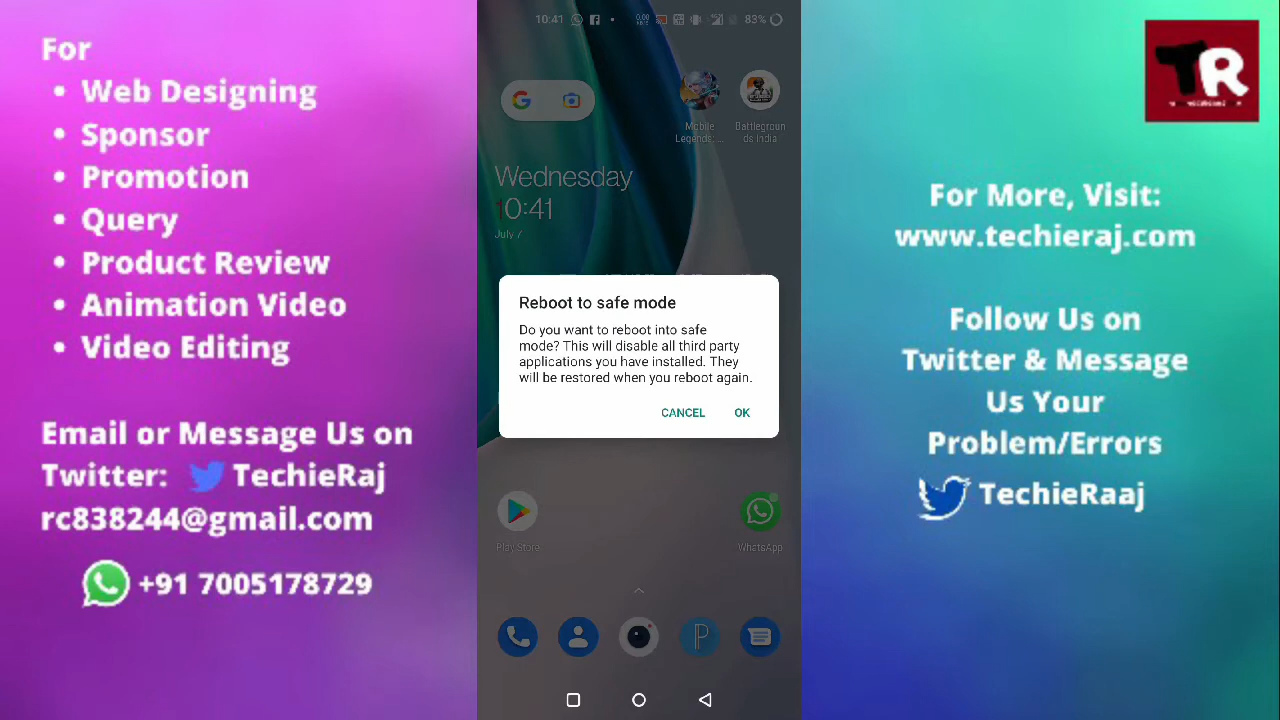 For
• Web Designing
• Sponsor
• Promotion
• Query
• Product Review
• Animation Video
• Video Editing
Email or Message Us on
Twitter: TechieRaj
rc838244@gmail.com
+91 7005178729
10:41
83%
Mobile
Legends: ...
Battlegroun
ds India
Wednesday
10:41
July 7
Reboot to safe mode
Do you want to reboot into safe
mode? This will disable all third party
applications you have installed. They
will be restored when you reboot again.
CANCEL OK
Play Store
WhatsApp
TR
For More, Visit:
www.techieraj.com
Follow Us on
Twitter & Message
Us Your
Problem/Errors
TechieRaaj